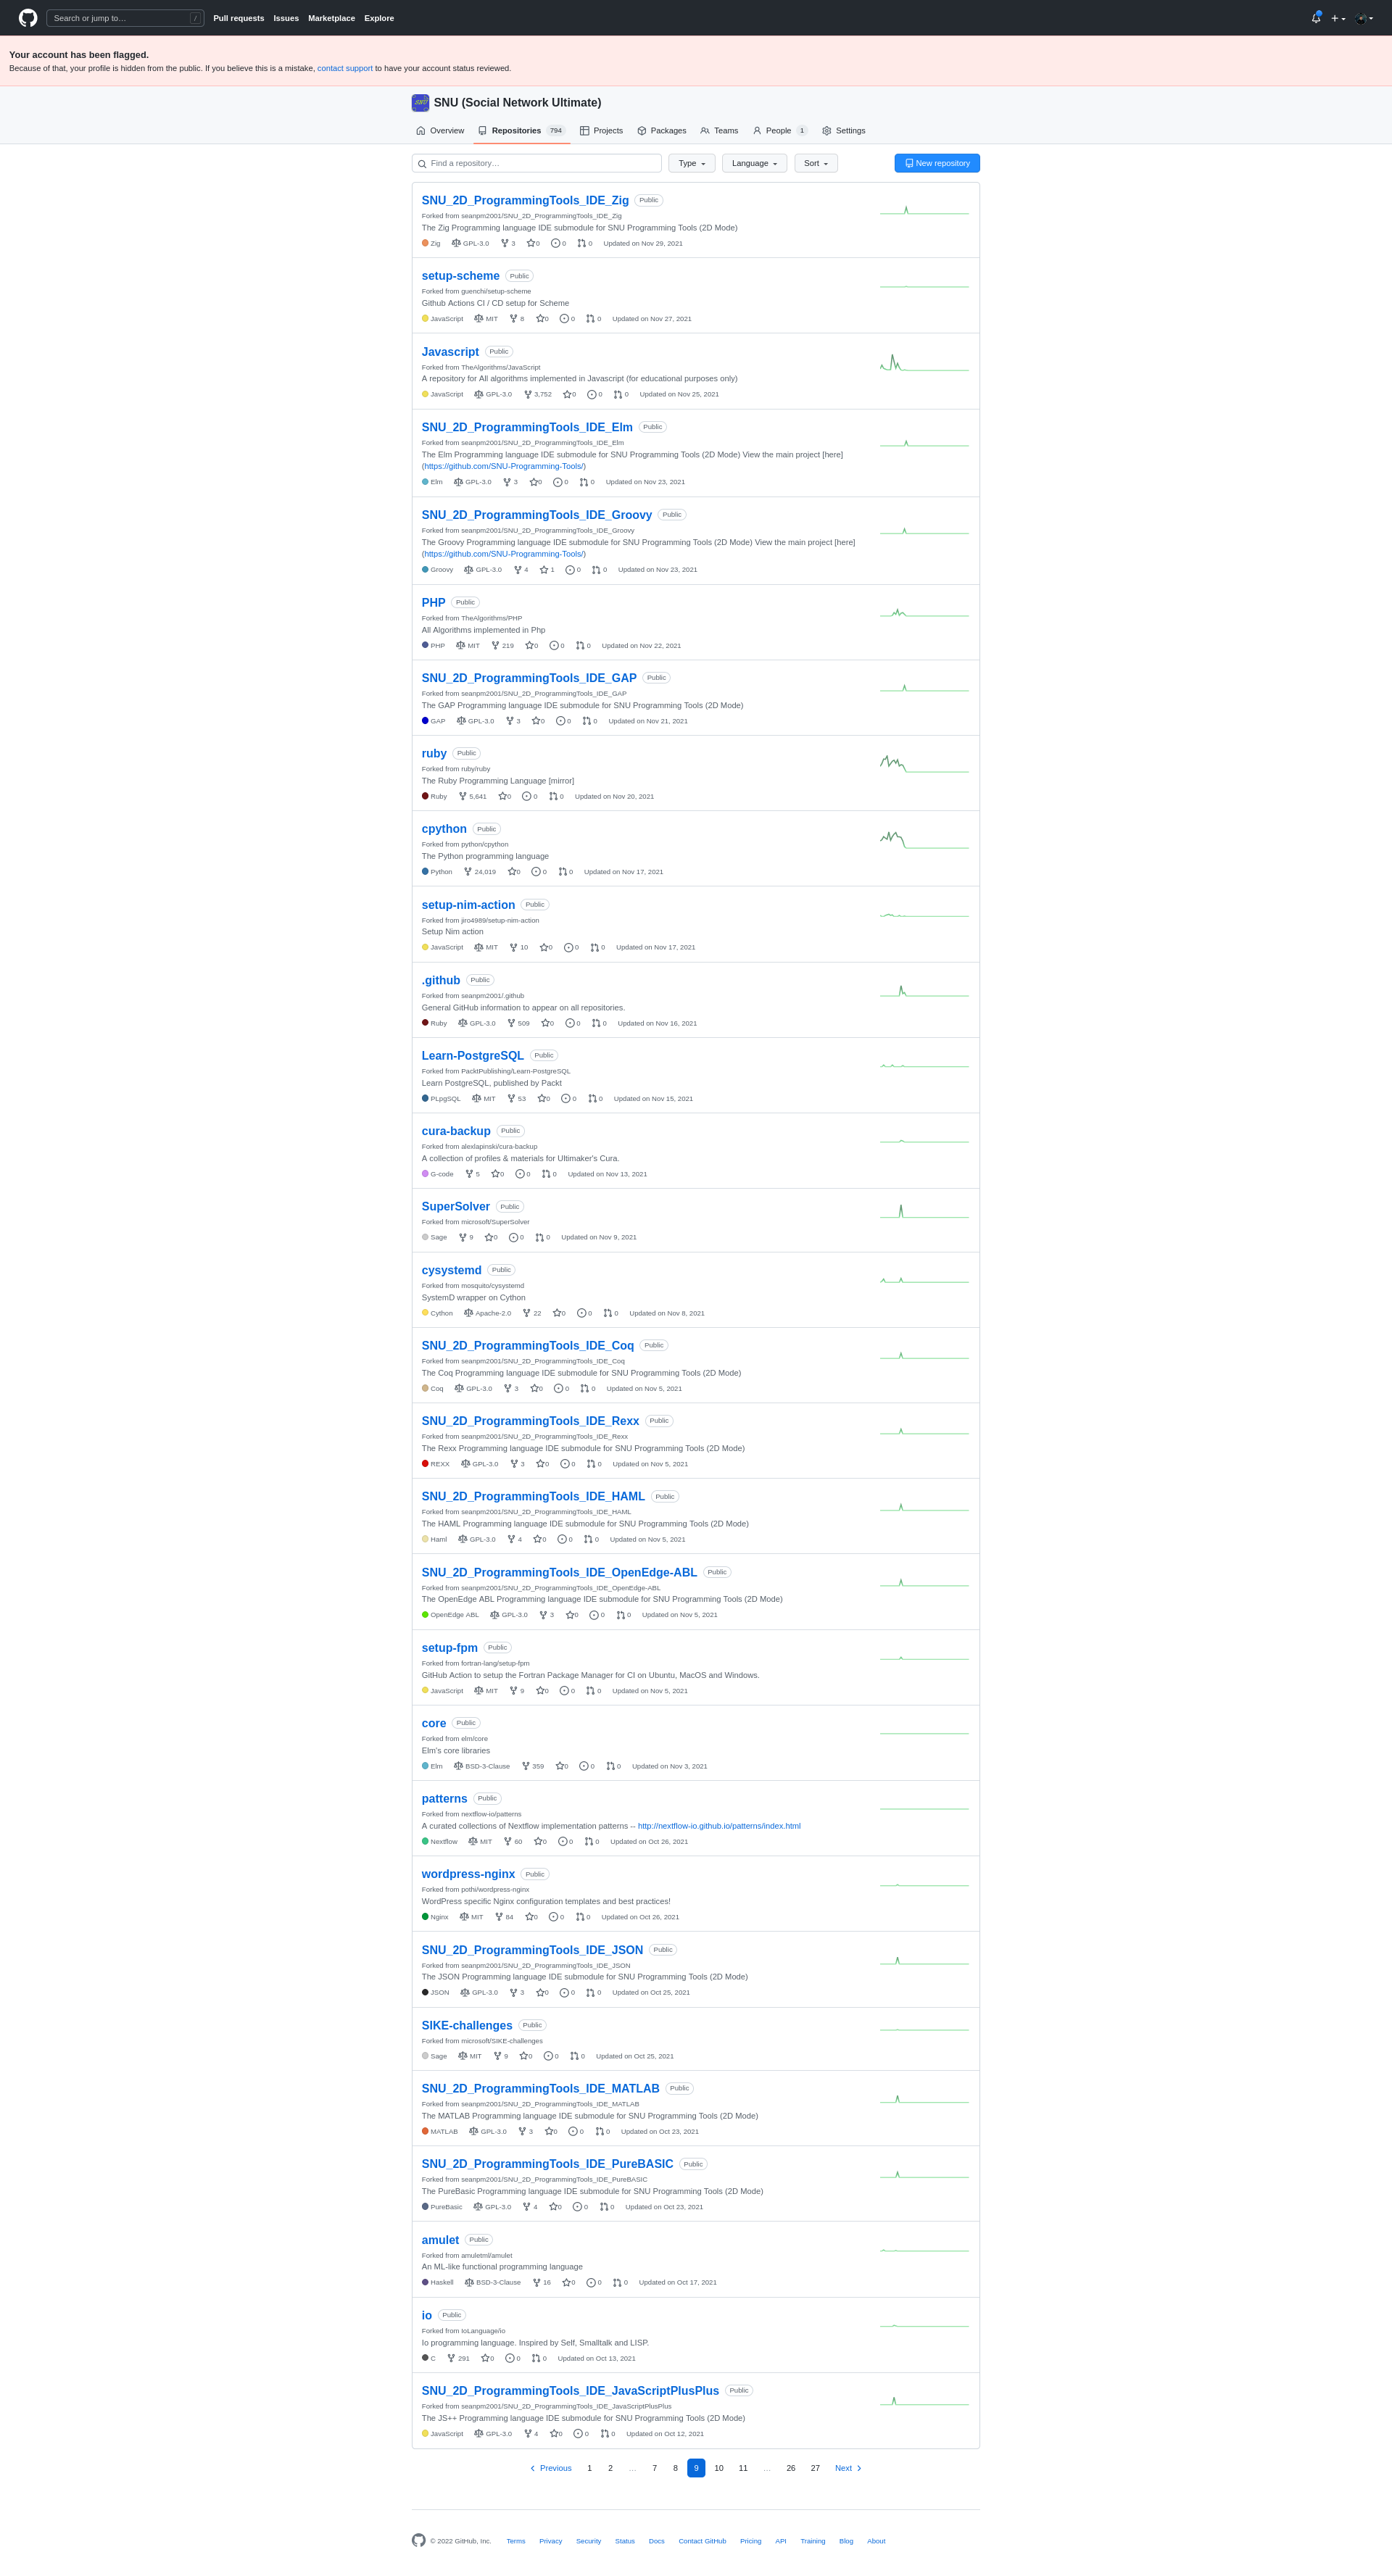 Search or jump to… /
Pull requests Issues Marketplace Explore
Your account has been flagged.
Because of that, your profile is hidden from the public. If you believe this is a mistake, contact support to have your account status reviewed.
SNU (Social Network Ultimate)
Overview Repositories 794 Projects Packages Teams People 1 Settings
Find a repository… Type Language Sort New repository
SNU_2D_ProgrammingTools_IDE_Zig Public
Forked from seanpm2001/SNU_2D_ProgrammingTools_IDE_Zig
The Zig Programming language IDE submodule for SNU Programming Tools (2D Mode)
Zig GPL-3.0 3 0 0 0 Updated on Nov 29, 2021
setup-scheme Public
Forked from guenchi/setup-scheme
Github Actions CI / CD setup for Scheme
JavaScript MIT 8 0 0 0 Updated on Nov 27, 2021
Javascript Public
Forked from TheAlgorithms/JavaScript
A repository for All algorithms implemented in Javascript (for educational purposes only)
JavaScript GPL-3.0 3,752 0 0 0 Updated on Nov 25, 2021
SNU_2D_ProgrammingTools_IDE_Elm Public
Forked from seanpm2001/SNU_2D_ProgrammingTools_IDE_Elm
The Elm Programming language IDE submodule for SNU Programming Tools (2D Mode) View the main project [here]
(https://github.com/SNU-Programming-Tools/)
Elm GPL-3.0 3 0 0 0 Updated on Nov 23, 2021
SNU_2D_ProgrammingTools_IDE_Groovy Public
Forked from seanpm2001/SNU_2D_ProgrammingTools_IDE_Groovy
The Groovy Programming language IDE submodule for SNU Programming Tools (2D Mode) View the main project [here]
(https://github.com/SNU-Programming-Tools/)
Groovy GPL-3.0 4 1 0 0 Updated on Nov 23, 2021
PHP Public
Forked from TheAlgorithms/PHP
All Algorithms implemented in Php
PHP MIT 219 0 0 0 Updated on Nov 22, 2021
SNU_2D_ProgrammingTools_IDE_GAP Public
Forked from seanpm2001/SNU_2D_ProgrammingTools_IDE_GAP
The GAP Programming language IDE submodule for SNU Programming Tools (2D Mode)
GAP GPL-3.0 3 0 0 0 Updated on Nov 21, 2021
ruby Public
Forked from ruby/ruby
The Ruby Programming Language [mirror]
Ruby 5,641 0 0 0 Updated on Nov 20, 2021
cpython Public
Forked from python/cpython
The Python programming language
Python 24,019 0 0 0 Updated on Nov 17, 2021
setup-nim-action Public
Forked from jiro4989/setup-nim-action
Setup Nim action
JavaScript MIT 10 0 0 0 Updated on Nov 17, 2021
.github Public
Forked from seanpm2001/.github
General GitHub information to appear on all repositories.
Ruby GPL-3.0 509 0 0 0 Updated on Nov 16, 2021
Learn-PostgreSQL Public
Forked from PacktPublishing/Learn-PostgreSQL
Learn PostgreSQL, published by Packt
PLpgSQL MIT 53 0 0 0 Updated on Nov 15, 2021
cura-backup Public
Forked from alexlapinski/cura-backup
A collection of profiles & materials for Ultimaker's Cura.
G-code 5 0 0 0 Updated on Nov 13, 2021
SuperSolver Public
Forked from microsoft/SuperSolver
Sage 9 0 0 0 Updated on Nov 9, 2021
cysystemd Public
Forked from mosquito/cysystemd
SystemD wrapper on Cython
Cython Apache-2.0 22 0 0 0 Updated on Nov 8, 2021
SNU_2D_ProgrammingTools_IDE_Coq Public
Forked from seanpm2001/SNU_2D_ProgrammingTools_IDE_Coq
The Coq Programming language IDE submodule for SNU Programming Tools (2D Mode)
Coq GPL-3.0 3 0 0 0 Updated on Nov 5, 2021
SNU_2D_ProgrammingTools_IDE_Rexx Public
Forked from seanpm2001/SNU_2D_ProgrammingTools_IDE_Rexx
The Rexx Programming language IDE submodule for SNU Programming Tools (2D Mode)
REXX GPL-3.0 3 0 0 0 Updated on Nov 5, 2021
SNU_2D_ProgrammingTools_IDE_HAML Public
Forked from seanpm2001/SNU_2D_ProgrammingTools_IDE_HAML
The HAML Programming language IDE submodule for SNU Programming Tools (2D Mode)
Haml GPL-3.0 4 0 0 0 Updated on Nov 5, 2021
SNU_2D_ProgrammingTools_IDE_OpenEdge-ABL Public
Forked from seanpm2001/SNU_2D_ProgrammingTools_IDE_OpenEdge-ABL
The OpenEdge ABL Programming language IDE submodule for SNU Programming Tools (2D Mode)
OpenEdge ABL GPL-3.0 3 0 0 0 Updated on Nov 5, 2021
setup-fpm Public
Forked from fortran-lang/setup-fpm
GitHub Action to setup the Fortran Package Manager for CI on Ubuntu, MacOS and Windows.
JavaScript MIT 9 0 0 0 Updated on Nov 5, 2021
core Public
Forked from elm/core
Elm's core libraries
Elm BSD-3-Clause 359 0 0 0 Updated on Nov 3, 2021
patterns Public
Forked from nextflow-io/patterns
A curated collections of Nextflow implementation patterns -- http://nextflow-io.github.io/patterns/index.html
Nextflow MIT 60 0 0 0 Updated on Oct 26, 2021
wordpress-nginx Public
Forked from pothi/wordpress-nginx
WordPress specific Nginx configuration templates and best practices!
Nginx MIT 84 0 0 0 Updated on Oct 26, 2021
SNU_2D_ProgrammingTools_IDE_JSON Public
Forked from seanpm2001/SNU_2D_ProgrammingTools_IDE_JSON
The JSON Programming language IDE submodule for SNU Programming Tools (2D Mode)
JSON GPL-3.0 3 0 0 0 Updated on Oct 25, 2021
SIKE-challenges Public
Forked from microsoft/SIKE-challenges
Sage MIT 9 0 0 0 Updated on Oct 25, 2021
SNU_2D_ProgrammingTools_IDE_MATLAB Public
Forked from seanpm2001/SNU_2D_ProgrammingTools_IDE_MATLAB
The MATLAB Programming language IDE submodule for SNU Programming Tools (2D Mode)
MATLAB GPL-3.0 3 0 0 0 Updated on Oct 23, 2021
SNU_2D_ProgrammingTools_IDE_PureBASIC Public
Forked from seanpm2001/SNU_2D_ProgrammingTools_IDE_PureBASIC
The PureBasic Programming language IDE submodule for SNU Programming Tools (2D Mode)
PureBasic GPL-3.0 4 0 0 0 Updated on Oct 23, 2021
amulet Public
Forked from amuletml/amulet
An ML-like functional programming language
Haskell BSD-3-Clause 16 0 0 0 Updated on Oct 17, 2021
io Public
Forked from IoLanguage/io
Io programming language. Inspired by Self, Smalltalk and LISP.
C 291 0 0 0 Updated on Oct 13, 2021
SNU_2D_ProgrammingTools_IDE_JavaScriptPlusPlus Public
Forked from seanpm2001/SNU_2D_ProgrammingTools_IDE_JavaScriptPlusPlus
The JS++ Programming language IDE submodule for SNU Programming Tools (2D Mode)
JavaScript GPL-3.0 4 0 0 0 Updated on Oct 12, 2021
Previous 1 2 … 7 8 9 10 11 … 26 27 Next
© 2022 GitHub, Inc. Terms Privacy Security Status Docs Contact GitHub Pricing API Training Blog About